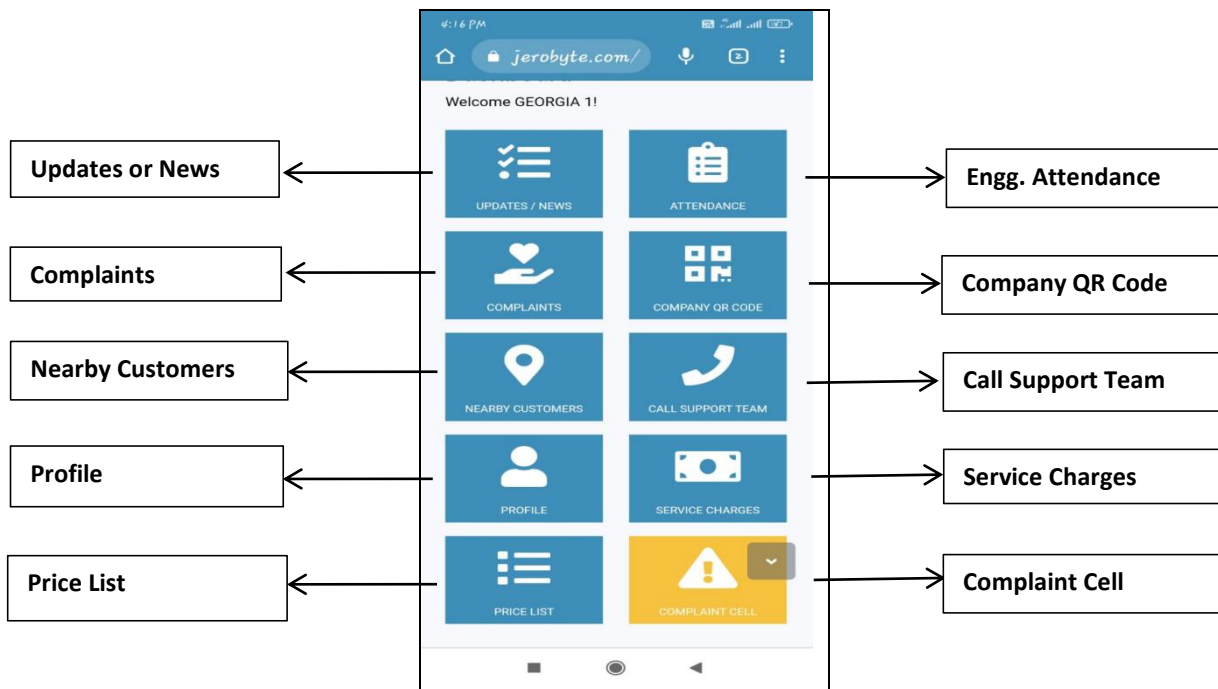 4:16 PM
jerobyte.com/
2
Welcome GEORGIA 1!
UPDATES / NEWS
ATTENDANCE
COMPLAINTS
COMPANY QR CODE
NEARBY CUSTOMERS
CALL SUPPORT TEAM
PROFILE
SERVICE CHARGES
PRICE LIST
COMPLAINT CELL
Updates or News
Complaints
Nearby Customers
Profile
Price List
Engg. Attendance
Company QR Code
Call Support Team
Service Charges
Complaint Cell